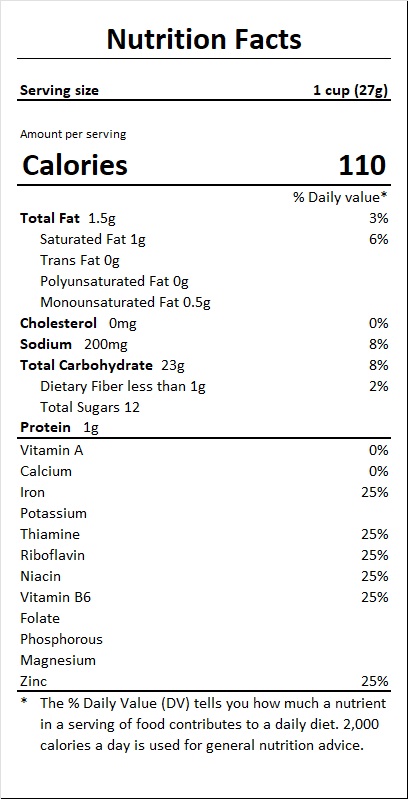 Nutrition Facts
Serving size 1 cup (27g)
Amount per serving
Calories 110
% Daily value*
Total Fat 1.5g 3%
Saturated Fat 1g 6%
Trans Fat 0g
Polyunsaturated Fat 0g
Monounsaturated Fat 0.5g
Cholesterol 0mg 0%
Sodium 200mg 8%
Total Carbohydrate 23g 8%
Dietary Fiber less than 1g 2%
Total Sugars 12
Protein 1g
Vitamin A 0%
Calcium 0%
Iron 25%
Potassium
Thiamine 25%
Riboflavin 25%
Niacin 25%
Vitamin B6 25%
Folate
Phosphorous
Magnesium
Zinc 25%
* The % Daily Value (DV) tells you how much a nutrient
in a serving of food contributes to a daily diet. 2,000
calories a day is used for general nutrition advice.